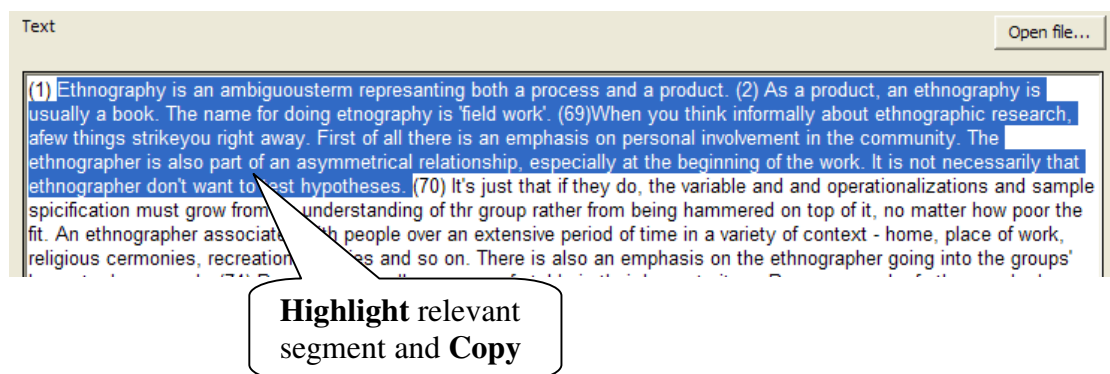 Text
Open file...
(1) Ethnography is an ambiguousterm represanting both a process and a product. (2) As a product, an ethnography is
usually a book. The name for doing etnography is 'field work'. (69)When you think informally about ethnographic research,
afew things strikeyou right away. First of all there is an emphasis on personal involvement in the community. The
ethnographer is also part of an asymmetrical relationship, especially at the beginning of the work. It is not necessarily that
ethnographer don't want to test hypotheses. (70) It's just that if they do, the variable and and operationalizations and sample
spicification must grow from understanding of thr group rather from being hammered on top of it, no matter how poor the
fit. An ethnographer associate with people over an extensive period of time in a variety of context - home, place of work,
religious cermonies, recreation and so on. There is also an emphasis on the ethnographer going into the groups'
Highlight relevant
segment and Copy